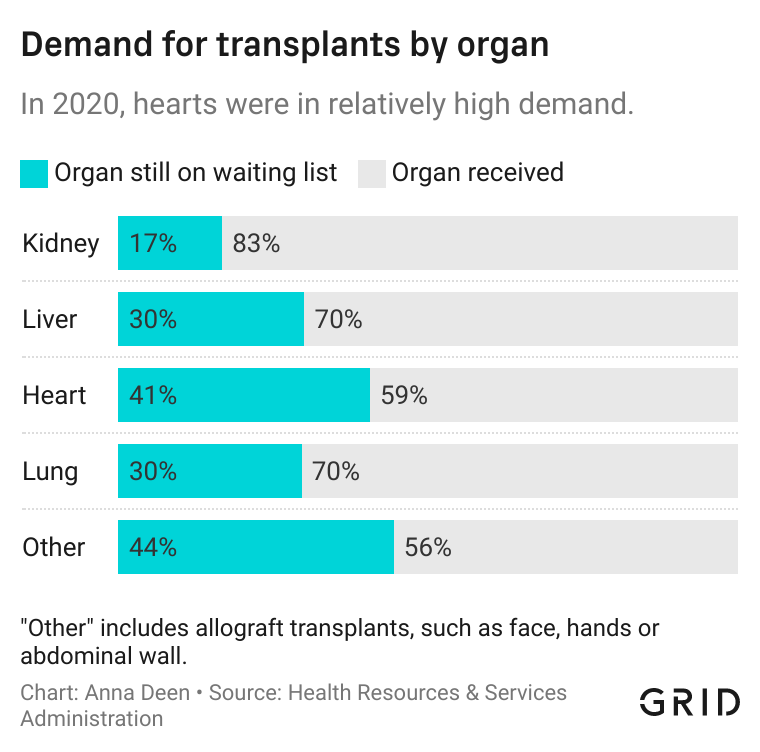 Demand for transplants by organ
In 2020, hearts were in relatively high demand.
Organ still on waiting list Organ received
Kidney 17% 83%
Liver 30% 70%
Heart 41% 59%
Lung 30% 70%
Other 44% 56%
"Other" includes allograft transplants, such as face, hands or
abdominal wall.
Chart: Anna Deen • Source: Health Resources & Services
Administration
GRID